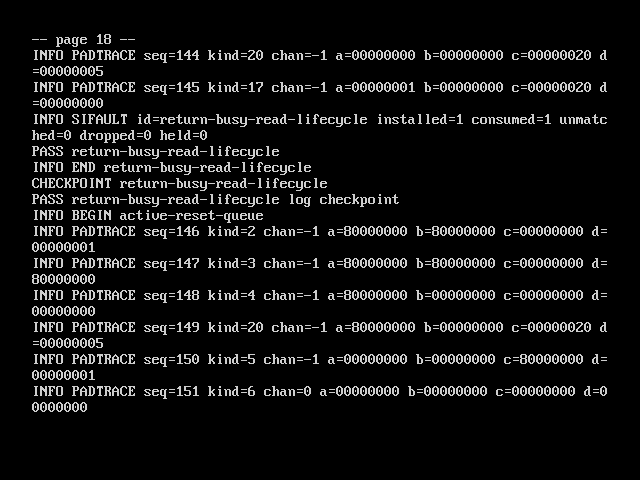 -- page 18 --
INFO PADTRACE seq=144 kind=20 chan=-1 a=00000000 b=00000000 c=00000020 d
=00000005
INFO PADTRACE seq=145 kind=17 chan=-1 a=00000001 b=00000000 c=00000020 d
=00000000
INFO SIFAULT id=return-busy-read-lifecycle installed=1 consumed=1 unmatc
hed=0 dropped=0 held=0
PASS return-busy-read-lifecycle
INFO END return-busy-read-lifecycle
CHECKPOINT return-busy-read-lifecycle
PASS return-busy-read-lifecycle log checkpoint
INFO BEGIN active-reset-queue
INFO PADTRACE seq=146 kind=2 chan=-1 a=80000000 b=80000000 c=00000000 d=
00000001
INFO PADTRACE seq=147 kind=3 chan=-1 a=80000000 b=80000000 c=00000000 d=
80000000
INFO PADTRACE seq=148 kind=4 chan=-1 a=80000000 b=00000000 c=00000000 d=
00000000
INFO PADTRACE seq=149 kind=20 chan=-1 a=80000000 b=00000000 c=00000020 d
=00000005
INFO PADTRACE seq=150 kind=5 chan=-1 a=00000000 b=00000000 c=80000000 d=
00000001
INFO PADTRACE seq=151 kind=6 chan=0 a=00000000 b=00000000 c=00000000 d=0
0000000